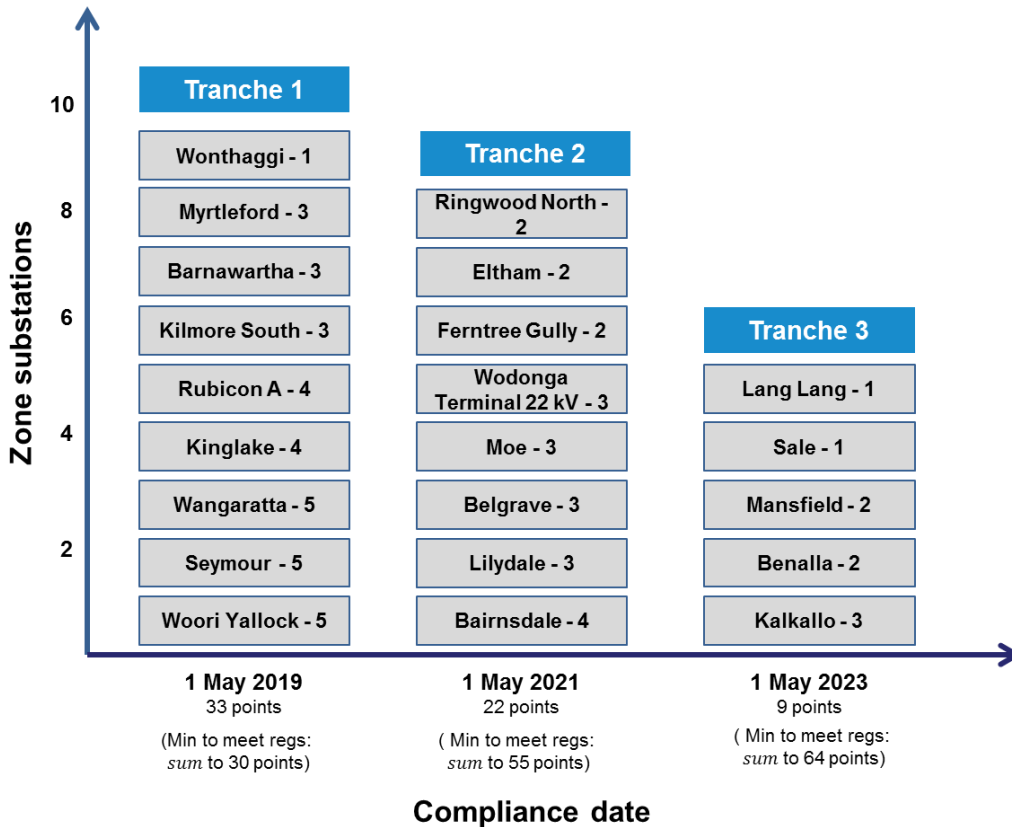 Zone substations
10
8
6
4
2
Tranche 1
Wonthaggi - 1
Myrtleford - 3
Barnawartha - 3
Kilmore South - 3
Rubicon A - 4
Kinglake - 4
Wangaratta - 5
Seymour - 5
Woori Yallock - 5
Tranche 2
Ringwood North -
2
Eltham - 2
Ferntree Gully - 2
Wodonga
Terminal 22 kV - 3
Moe - 3
Belgrave - 3
Lilydale - 3
Bairnsdale - 4
Tranche 3
Lang Lang - 1
Sale - 1
Mansfield - 2
Benalla - 2
Kalkallo - 3
1 May 2019
33 points
(Min to meet regs:
sum to 30 points)
1 May 2021
22 points
( Min to meet regs:
sum to 55 points)
1 May 2023
9 points
( Min to meet regs:
sum to 64 points)
Compliance date